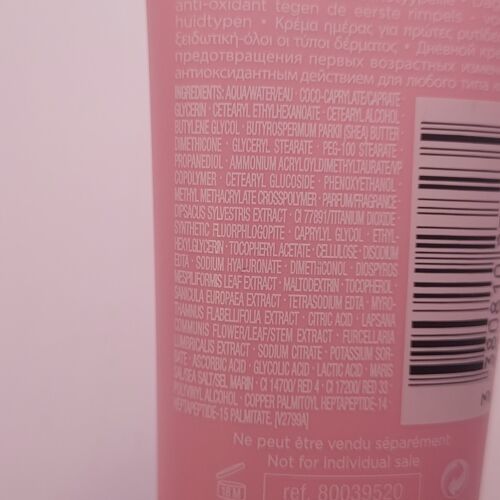 anti-oxidant tegen de eerste rimpels
huidtypen · Κρέμα ημέρας για πρώτες
ξειδωτική-όλοι οι τύποι δέρματος · Дневной
предотвращения первых возрастных
антиоксидантным действием для любого типа
INGREDIENTS: AQUA/WATER/EAU · COCO-CAPRYLATE/CAPRATE ·
GLYCERIN · CETEARYL ETHYLHEXANOATE · CETEARYL ALCOHOL ·
BUTYLENE GLYCOL · BUTYROSPERMUM PARKII (SHEA) BUTTER ·
DIMETHICONE · GLYCERYL STEARATE · PEG-100 STEARATE ·
PROPANEDIOL · AMMONIUM ACRYLOYLDIMETHYLTAURATE/VP
COPOLYMER · CETEARYL GLUCOSIDE · PHENOXYETHANOL ·
METHYL METHACRYLATE CROSSPOLYMER · PARFUM/FRAGRANCE ·
DIPSACUS SYLVESTRIS EXTRACT · CI 77891/TITANIUM DIOXIDE ·
SYNTHETIC FLUORPHLOGOPITE · CAPRYLYL GLYCOL · ETHYL-
HEXYLGLYCERIN · TOCOPHERYL ACETATE · CELLULOSE · DISODIUM
EDTA · SODIUM HYALURONATE · DIMETHICONOL · DIOSPYROS
MESPILIFORMIS LEAF EXTRACT · MALTODEXTRIN · TOCOPHEROL ·
SANICULA EUROPAEA EXTRACT · TETRASODIUM EDTA · MYRO-
THAMNUS FLABELLIFOLIA EXTRACT · CITRIC ACID · LAPSANA
COMMUNIS FLOWER/LEAF/STEM EXTRACT · FURCELLARIA
LUMBRICALIS EXTRACT · SODIUM CITRATE · POTASSIUM SOR-
DATE · ASCORBIC ACID · GLYCOLIC ACID · LACTIC ACID · MARIS
SAL/SEA SALT/SEL MARIN · CI 14700/ RED 4 · CI 17200/ RED 33 ·
POLYVINYL ALCOHOL · COPPER PALMITOYL HEPTAPEPTIDE-14 ·
HEPTAPEPTIDE-15 PALMITATE. [V2799A]
Ne peut être vendu séparément
Not for individual sale
18 M
ref. 80039520